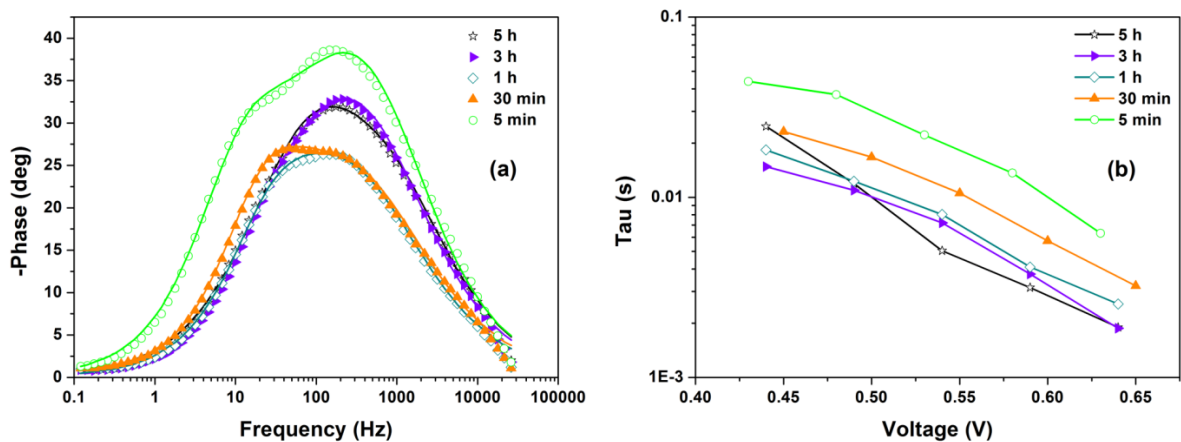 40
35
30
25
20
15
10
5
0
-Phase (deg)
0.1
1
10
100
1000
10000
100000
Frequency (Hz)
5 h
3 h
1 h
30 min
5 min
(a)
0.1
0.01
1E-3
Tau (s)
0.40
0.45
0.50
0.55
0.60
0.65
Voltage (V)
5 h
3 h
1 h
30 min
5 min
(b)